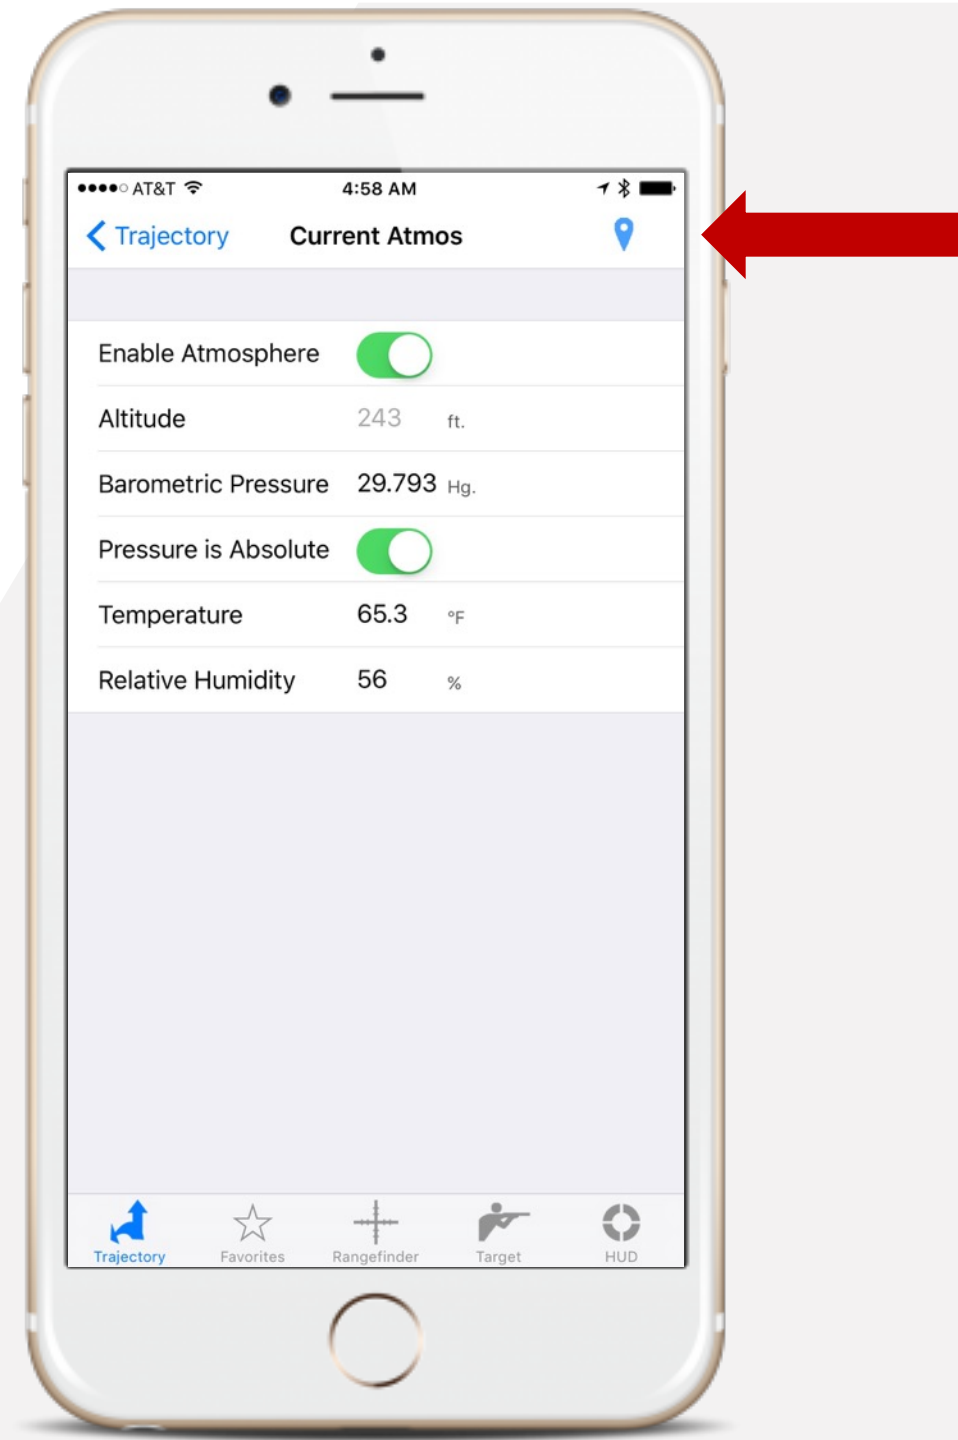 AT&T 4:58 AM
Trajectory Current Atmos
Enable Atmosphere
Altitude 243 ft.
Barometric Pressure 29.793 Hg.
Pressure is Absolute
Temperature 65.3 °F
Relative Humidity 56 %
Trajectory Favorites Rangefinder Target HUD